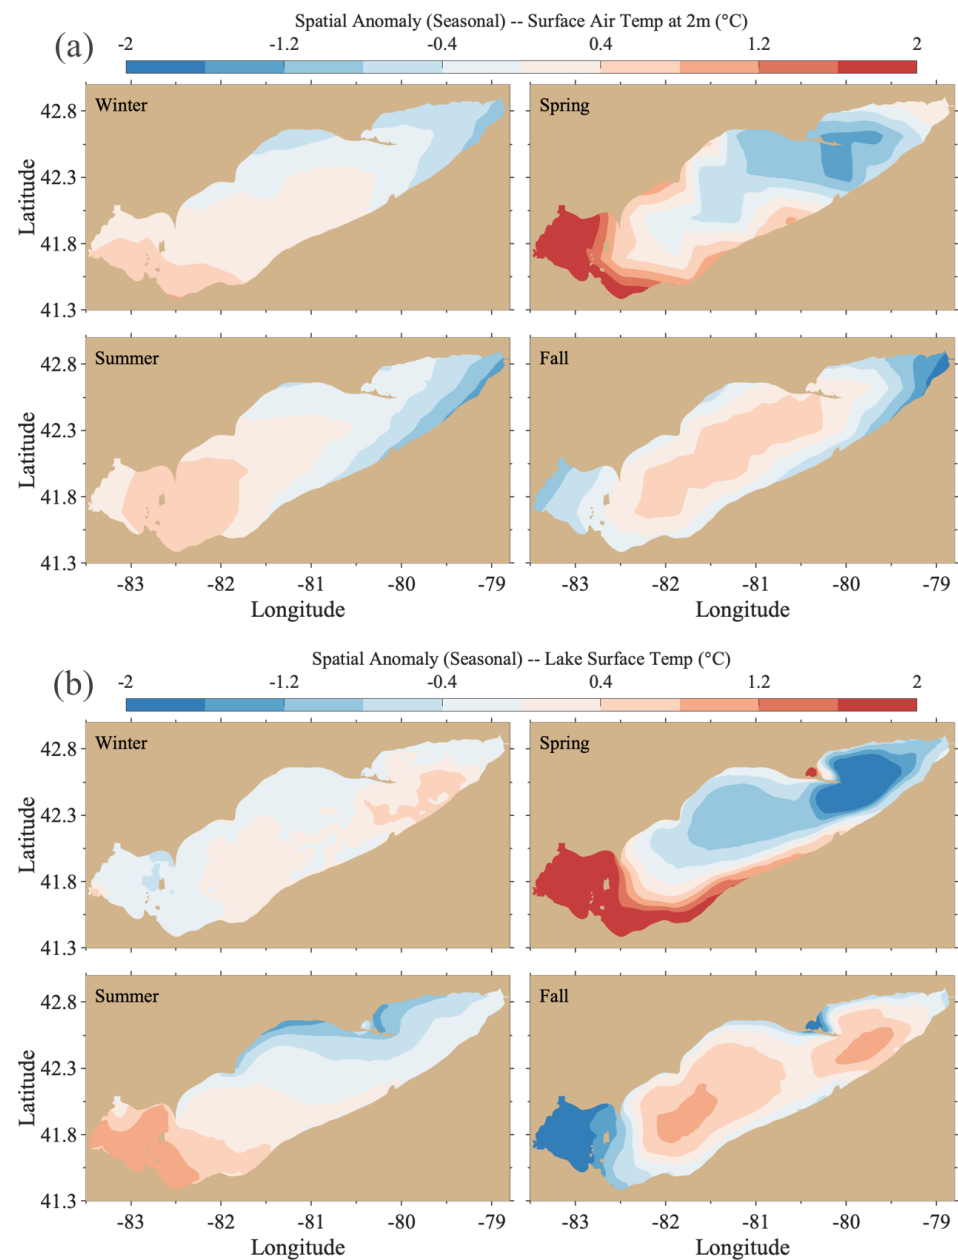 Spatial Anomaly (Seasonal) -- Surface Air Temp at 2m (°C)
(a)
-2 -1.2 -0.4 0.4 1.2 2
Winter
Spring
42.8
42.3
41.8
41.3
Latitude
Summer
Fall
42.8
42.3
41.8
41.3
Latitude
-83 -82 -81 -80 -79
-83 -82 -81 -80 -79
Longitude
Longitude
Spatial Anomaly (Seasonal) -- Lake Surface Temp (°C)
(b)
-2 -1.2 -0.4 0.4 1.2 2
Winter
Spring
42.8
42.3
41.8
41.3
Latitude
Summer
Fall
42.8
42.3
41.8
41.3
Latitude
-83 -82 -81 -80 -79
-83 -82 -81 -80 -79
Longitude
Longitude